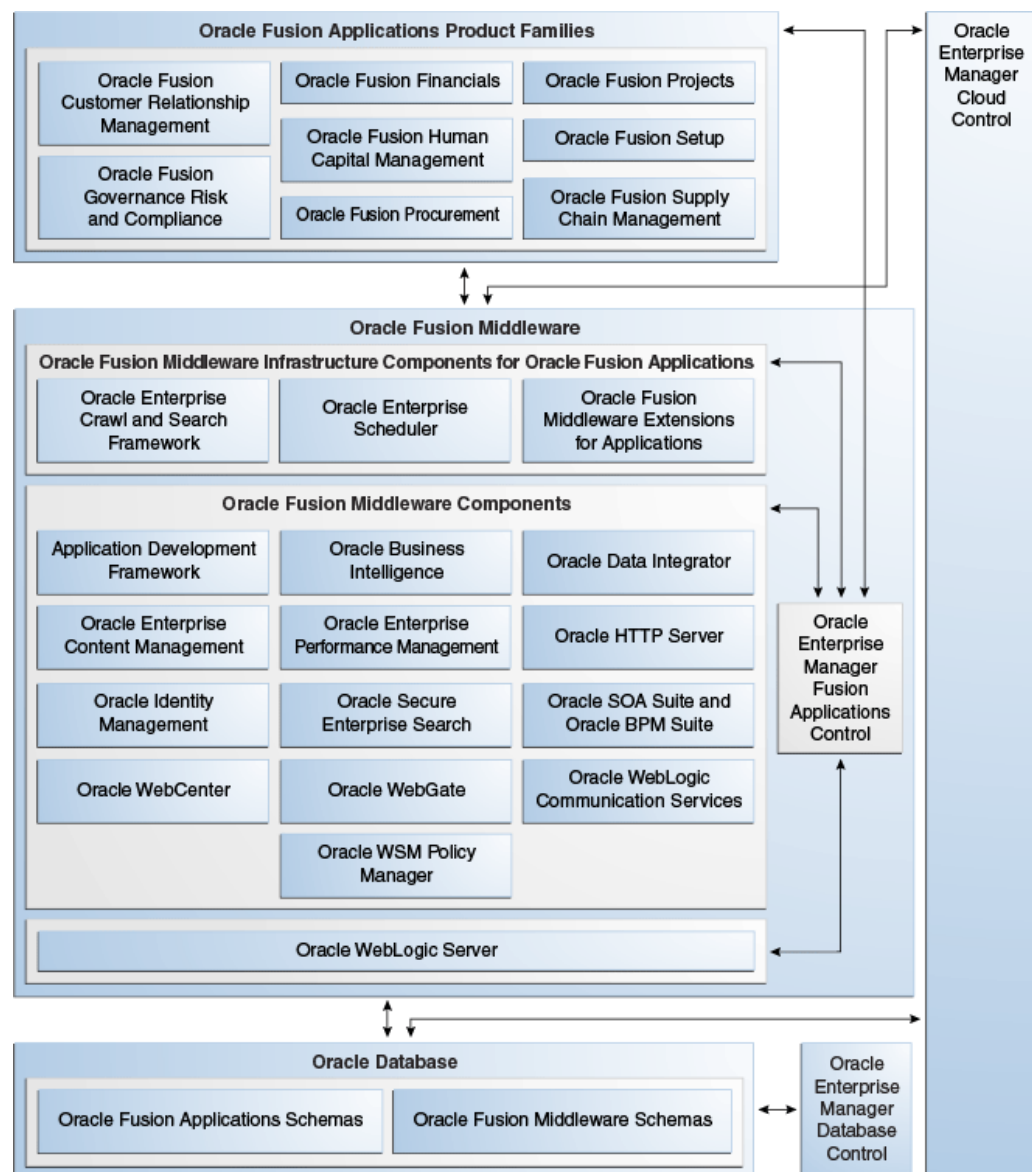 Oracle Fusion Applications Product Families
Oracle Fusion
Customer Relationship
Management
Oracle Fusion Financials
Oracle Fusion Projects
Oracle Fusion Human
Capital Management
Oracle Fusion Setup
Oracle Fusion
Governance Risk
and Compliance
Oracle Fusion Procurement
Oracle Fusion Supply
Chain Management
Oracle
Enterprise
Manager
Cloud
Control
Oracle Fusion Middleware
Oracle Fusion Middleware Infrastructure Components for Oracle Fusion Applications
Oracle Enterprise
Crawl and Search
Framework
Oracle Enterprise
Scheduler
Oracle Fusion
Middleware Extensions
for Applications
Oracle Fusion Middleware Components
Application Development
Framework
Oracle Business
Intelligence
Oracle Data Integrator
Oracle Enterprise
Content Management
Oracle Enterprise
Performance Management
Oracle HTTP Server
Oracle Identity
Management
Oracle Secure
Enterprise Search
Oracle SOA Suite and
Oracle BPM Suite
Oracle WebCenter
Oracle WebGate
Oracle WebLogic
Communication Services
Oracle WSM Policy
Manager
Oracle
Enterprise
Manager
Fusion
Applications
Control
Oracle WebLogic Server
Oracle Database
Oracle Fusion Applications Schemas
Oracle Fusion Middleware Schemas
Oracle
Enterprise
Manager
Database
Control